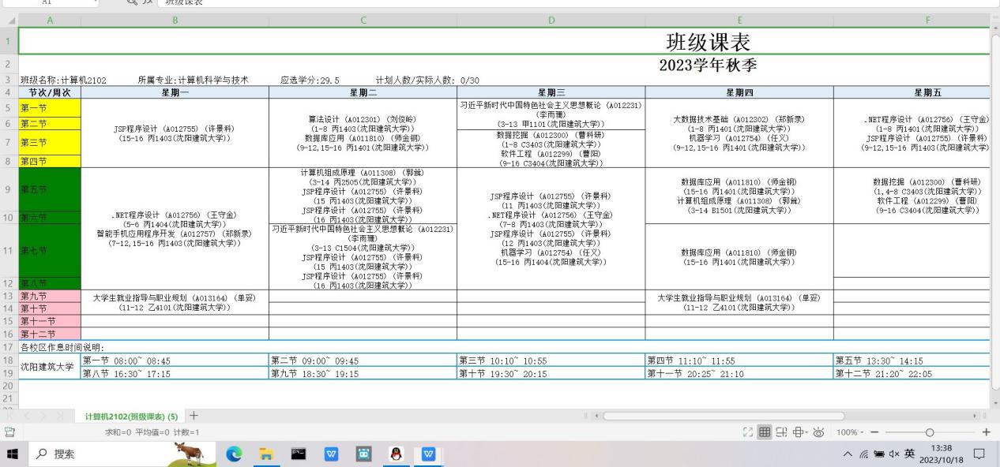 A1 fx 班级课表
A B C D E F
1 班级课表
2 2023学年秋季
3 班级名称:计算机2102 所属专业:计算机科学与技术 应选学分:29.5 计划人数/实际人数: 0/30
4 节次/周次 星期一 星期二 星期三 星期四 星期五
5 第一节
6 第二节
7 第三节
8 第四节
JSP程序设计 (A012755) (许景科)
(15-16 丙1403(沈阳建筑大学))
算法设计 (A012301) (刘俊岭)
(1-8 丙1403(沈阳建筑大学))
数据库应用 (A011810) (师金钢)
(9-12,15-16 丙1401(沈阳建筑大学))
习近平新时代中国特色社会主义思想概论 (A012231)
(李雨珊)
(3-13 甲1101(沈阳建筑大学))
数据挖掘 (A012300) (曹科研)
(1-8 C3403(沈阳建筑大学))
软件工程 (A012299) (曹阳)
(9-16 C3404(沈阳建筑大学))
大数据技术基础 (A012302) (郑新录)
(1-8 丙1401(沈阳建筑大学))
机器学习 (A012754) (任义)
(9-12,15-16 丙1401(沈阳建筑大学))
.NET程序设计 (A012756) (王守金)
(1-8 丙1401(沈阳建筑大学))
JSP程序设计 (A012755) (许景科)
(9-12,15-16 丙1403(沈阳建筑大学)
9 第五节
10 第六节
11 第七节
12 第八节
.NET程序设计 (A012756) (王守金)
(5-6 丙1404(沈阳建筑大学))
智能手机应用程序开发 (A012757) (郑新录)
(7-12,15-16 丙1403(沈阳建筑大学))
计算机组成原理 (A011308) (郭)
(3-14 丙2505(沈阳建筑大学))
JSP程序设计 (A012755) (许景科)
(15 丙1403(沈阳建筑大学))
JSP程序设计 (A012755) (许景科)
(16 丙1403(沈阳建筑大学))
习近平新时代中国特色社会主义思想概论 (A012231)
(李雨珊)
(3-13 C1504(沈阳建筑大学))
JSP程序设计 (A012755) (许景科)
(15 丙1403(沈阳建筑大学))
JSP程序设计 (A012755) (许景科)
(16 丙1403(沈阳建筑大学))
JSP程序设计 (A012755) (许景科)
(11 丙1403(沈阳建筑大学))
.NET程序设计 (A012756) (王守金)
(7-8 丙1403(沈阳建筑大学))
JSP程序设计 (A012755) (许景科)
(12 丙1403(沈阳建筑大学))
机器学习 (A012754) (任义)
(15-16 丙1404(沈阳建筑大学))
数据库应用 (A011810) (师金钢)
(15-16 丙1401(沈阳建筑大学))
计算机组成原理 (A011308) (郭)
(3-14 B1501(沈阳建筑大学))
数据库应用 (A011810) (师金钢)
(15-16 丙1401(沈阳建筑大学))
数据挖掘 (A012300) (曹科研)
(1,4-8 C3403(沈阳建筑大学))
软件工程 (A012299) (曹阳)
(9-16 C3404(沈阳建筑大学))
13 第九节
14 第十节
大学生就业指导与职业规划 (A013164) (单妥)
(11-12 乙4101(沈阳建筑大学))
大学生就业指导与职业规划 (A013164) (单妥)
(11-12 乙4101(沈阳建筑大学))
15 第十一节
16 第十二节
17 各校区作息时间说明:
沈阳建筑大学
18 第一节 08:00~ 08:45 第二节 09:00~ 09:45 第三节 10:10~ 10:55 第四节 11:10~ 11:55 第五节 13:30~ 14:15
19 第八节 16:30~ 17:15 第九节 18:30~ 19:15 第十节 19:30~ 20:15 第十一节 20:25~ 21:10 第十二节 21:20~ 22:05
20
21
计算机2102(班级课表) (5)
求和=0 平均值=0 计数=1 100%
搜索 英 13:38
2023/10/18